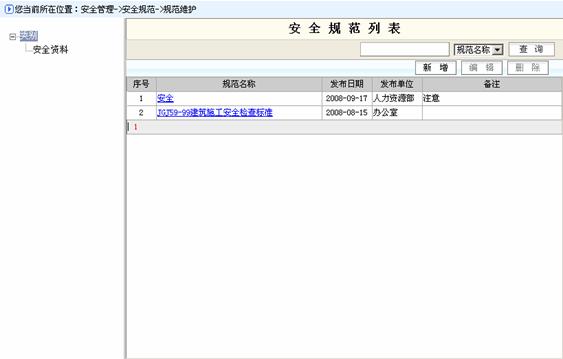 您当前所在位置：安全管理->安全规范->规范维护
类别
安全资料
安 全 规 范 列 表
规范名称 查 询
新 增 编 辑 删 除
序号 规范名称 发布日期 发布单位 备注
1 安全 2008-09-17 人力资源部 注意
2 JGJ59-99建筑施工安全检查标准 2008-08-15 办公室
1